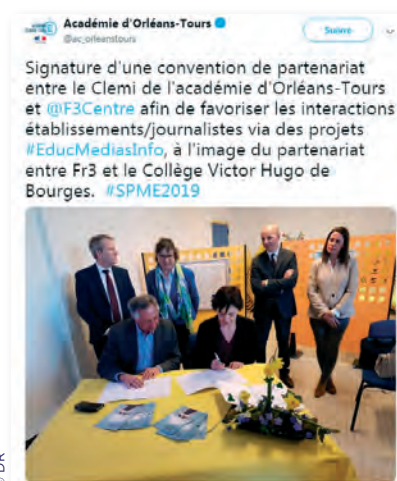 Académie d'Orléans-Tours
@ac_orleanstours
Suivre
Signature d'une convention de partenariat
entre le Clemi de l'académie d'Orléans-Tours
et @F3Centre afin de favoriser les interactions
établissements/journalistes via des projets
#EducMediasInfo, à l'image du partenariat
entre Fr3 et le Collège Victor Hugo de
Bourges. #SPME2019
© DR